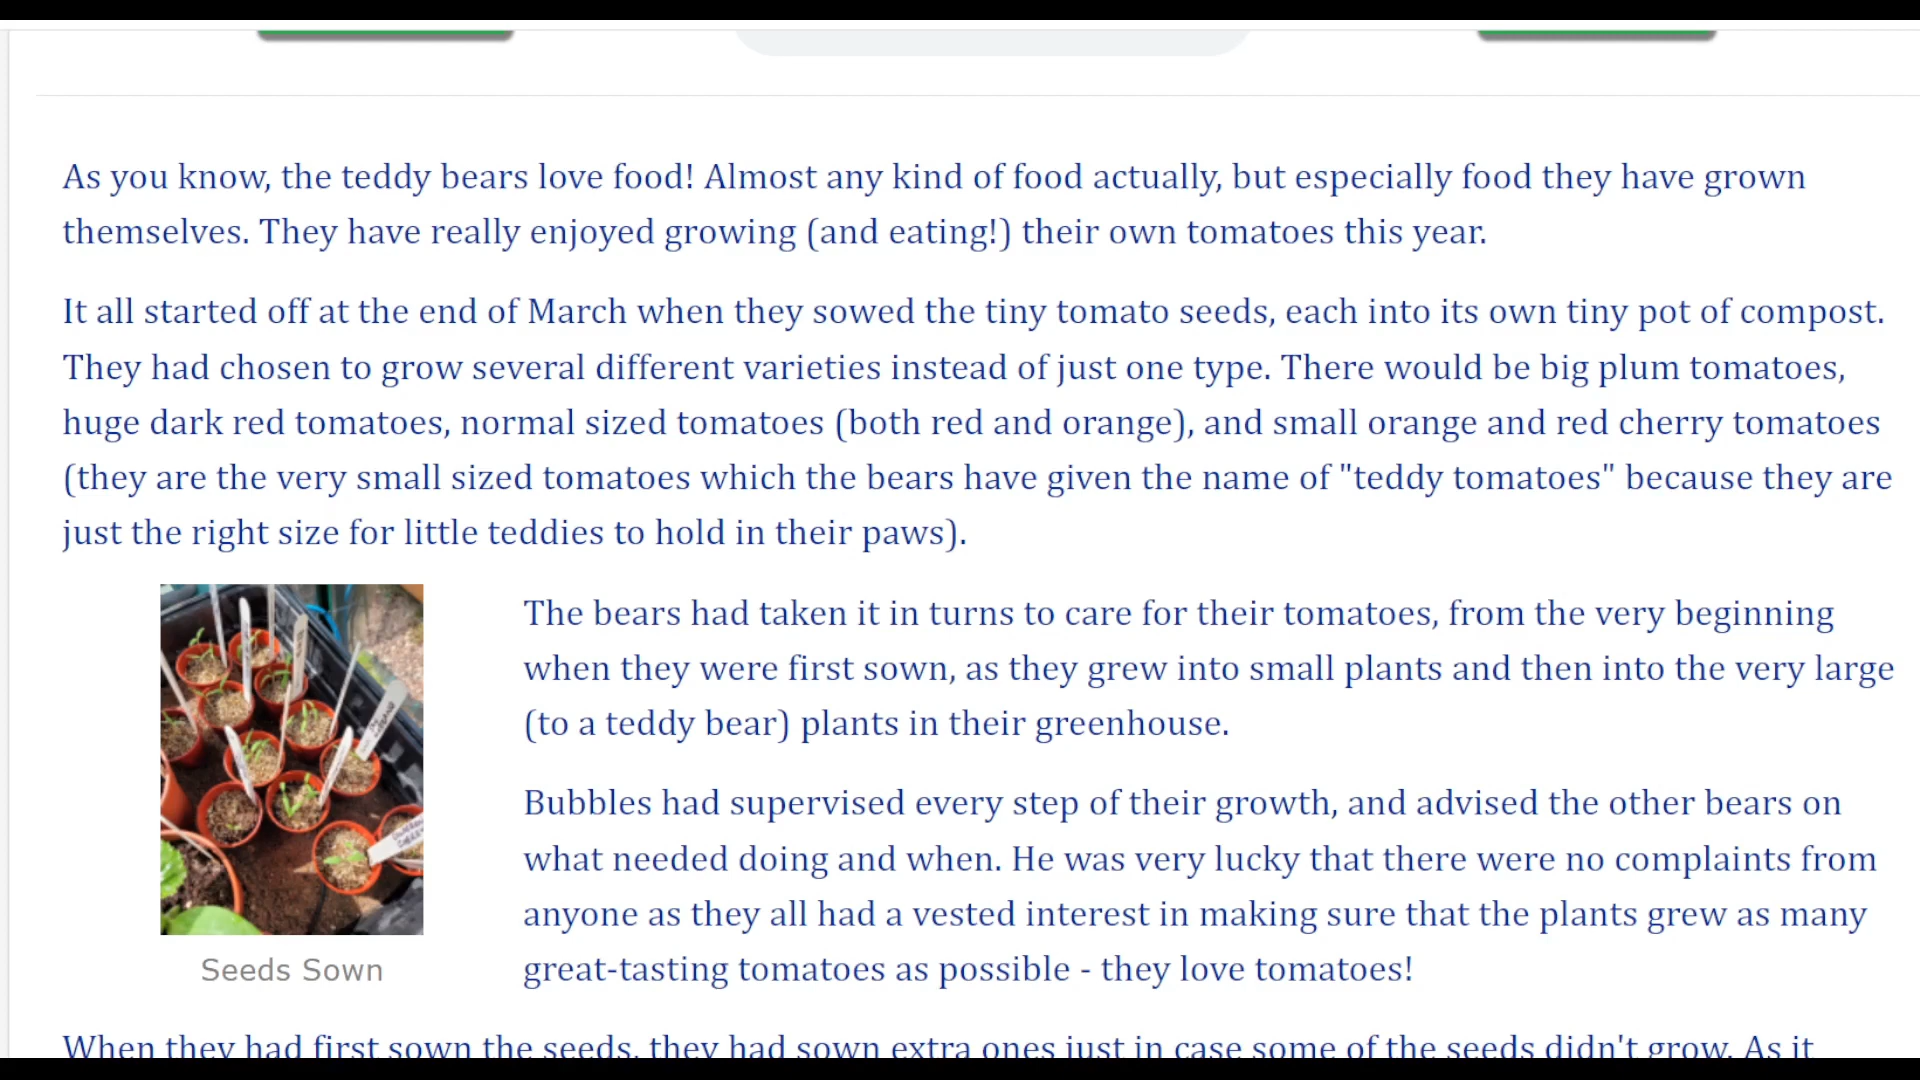 As you know, the teddy bears love food! Almost any kind of food actually, but especially food they have grown
themselves. They have really enjoyed growing (and eating!) their own tomatoes this year.
It all started off at the end of March when they sowed the tiny tomato seeds, each into its own tiny pot of compost.
They had chosen to grow several different varieties instead of just one type. There would be big plum tomatoes,
huge dark red tomatoes, normal sized tomatoes (both red and orange), and small orange and red cherry tomatoes
(they are the very small sized tomatoes which the bears have given the name of "teddy tomatoes" because they are
just the right size for little teddies to hold in their paws).
The bears had taken it in turns to care for their tomatoes, from the very beginning
when they were first sown, as they grew into small plants and then into the very large
(to a teddy bear) plants in their greenhouse.
Bubbles had supervised every step of their growth, and advised the other bears on
what needed doing and when. He was very lucky that there were no complaints from
anyone as they all had a vested interest in making sure that the plants grew as many
great-tasting tomatoes as possible - they love tomatoes!
Seeds Sown
When they had first sown the seeds, they had sown extra ones just in case some of the seeds didn't grow. As it